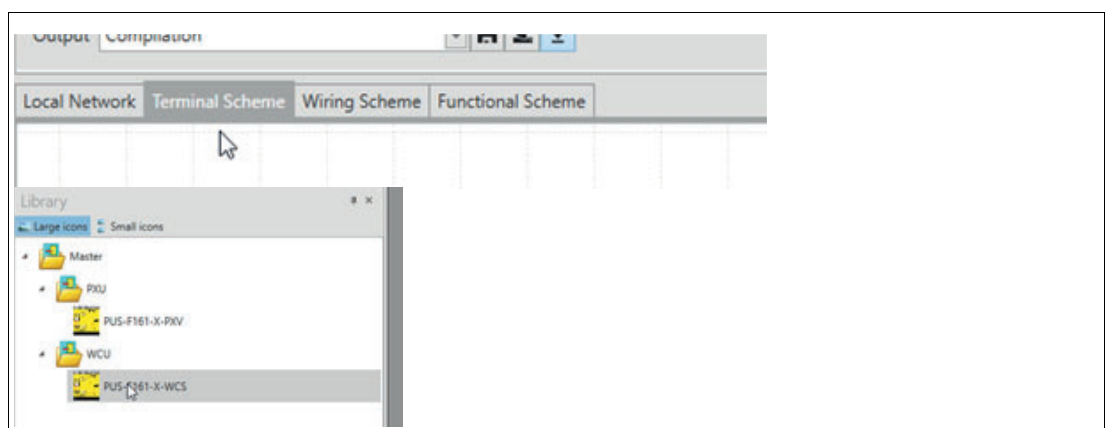 Output Compilation
Local Network Terminal Scheme Wiring Scheme Functional Scheme
Library
Large icons Small icons
Master
PXU
PUS-F161-X-PXV
WCU
PUS-F161-X-WCS